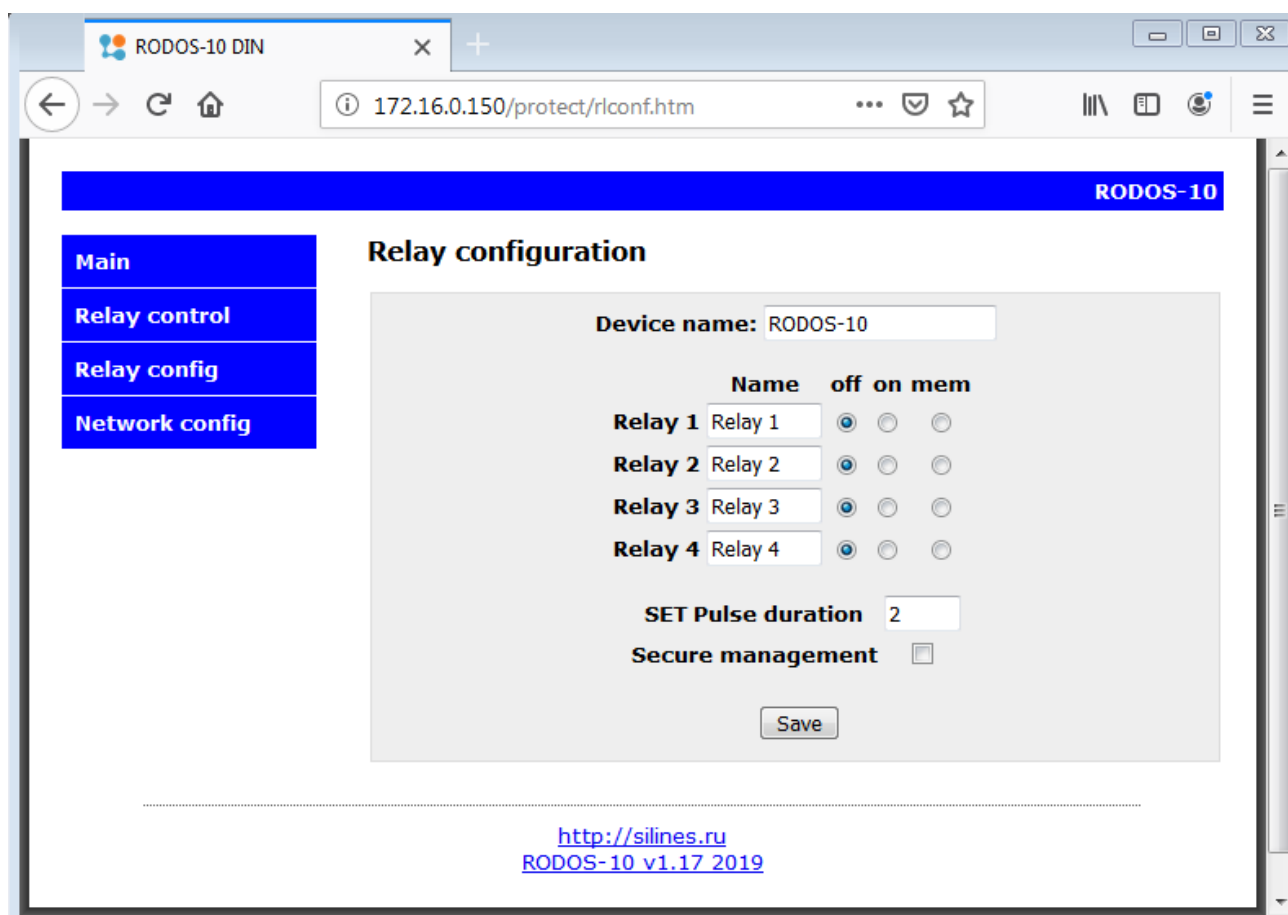 RODOS-10 DIN
172.16.0.150/protect/rlconf.htm
RODOS-10
Main
Relay control
Relay config
Network config
Relay configuration
Device name: RODOS-10
Name off on mem
Relay 1 Relay 1
Relay 2 Relay 2
Relay 3 Relay 3
Relay 4 Relay 4
SET Pulse duration 2
Secure management
Save
http://silines.ru
RODOS-10 v1.17 2019